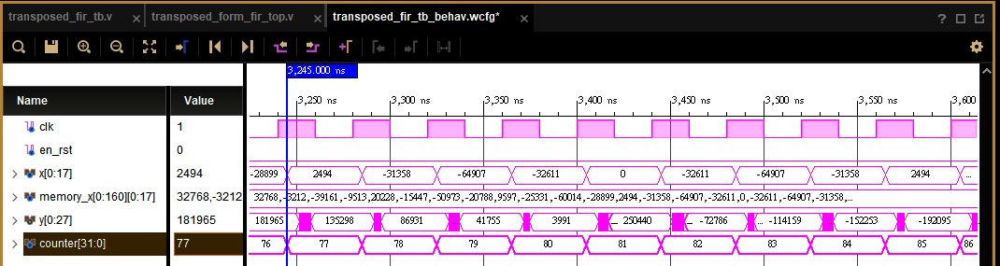 transposed_fir_tb.v
transposed_form_fir_top.v
transposed_fir_tb_behav.wcfg*
3,245.000 ns
Name Value
3,250 ns 3,300 ns 3,350 ns 3,400 ns 3,450 ns 3,500 ns 3,550 ns 3,600
clk 1
en_rst 0
x[0:17] 2494 -28899 2494 -31358 -64907 -32611 0 -32611 -64907 -31358 2494 ...
memory_x[0:160][0:17] 32768,-3212 32768,-3212,-39161,-9513,20228,-15447,-50973,-20788,9597,-25331,-60014,-28899,2494,-31358,-64907,-32611,0,-32611,-64907,-31358,...
y[0:27] 181965 181965 135298 86931 ... 41755 3991 ... 250440 ... -72786 -114159 -152253 -192095
counter[31:0] 77 76 77 78 79 80 81 82 83 84 85 86